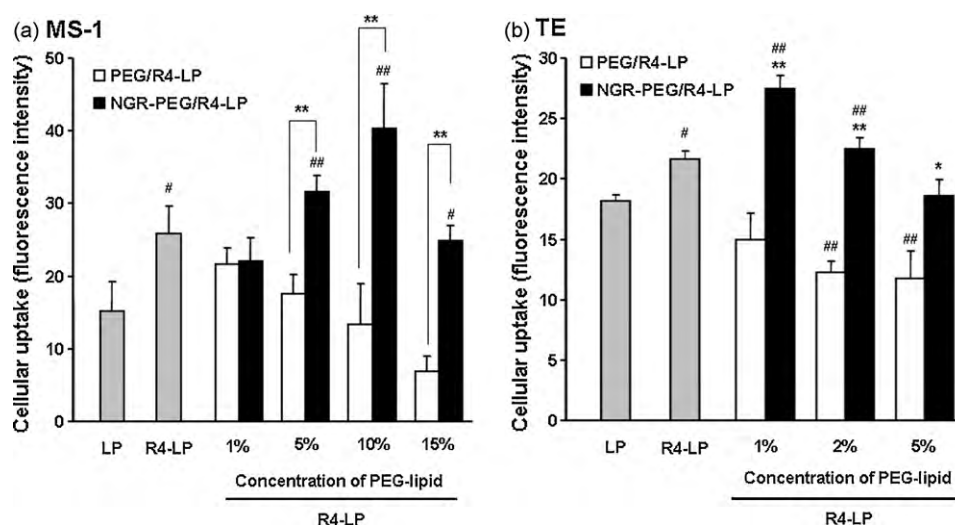 (a) MS-1
Cellular uptake (fluorescence intensity)
50
40
30
20
10
0
PEG/R4-LP
NGR-PEG/R4-LP
#
**
##
**
##
**
#
LP R4-LP 1% 5% 10% 15%
Concentration of PEG-lipid
R4-LP
(b) TE
Cellular uptake (fluorescence intensity)
30
25
20
15
10
5
0
PEG/R4-LP
NGR-PEG/R4-LP
#
##
**
##
##
**
##
*
LP R4-LP 1% 2% 5%
Concentration of PEG-lipid
R4-LP